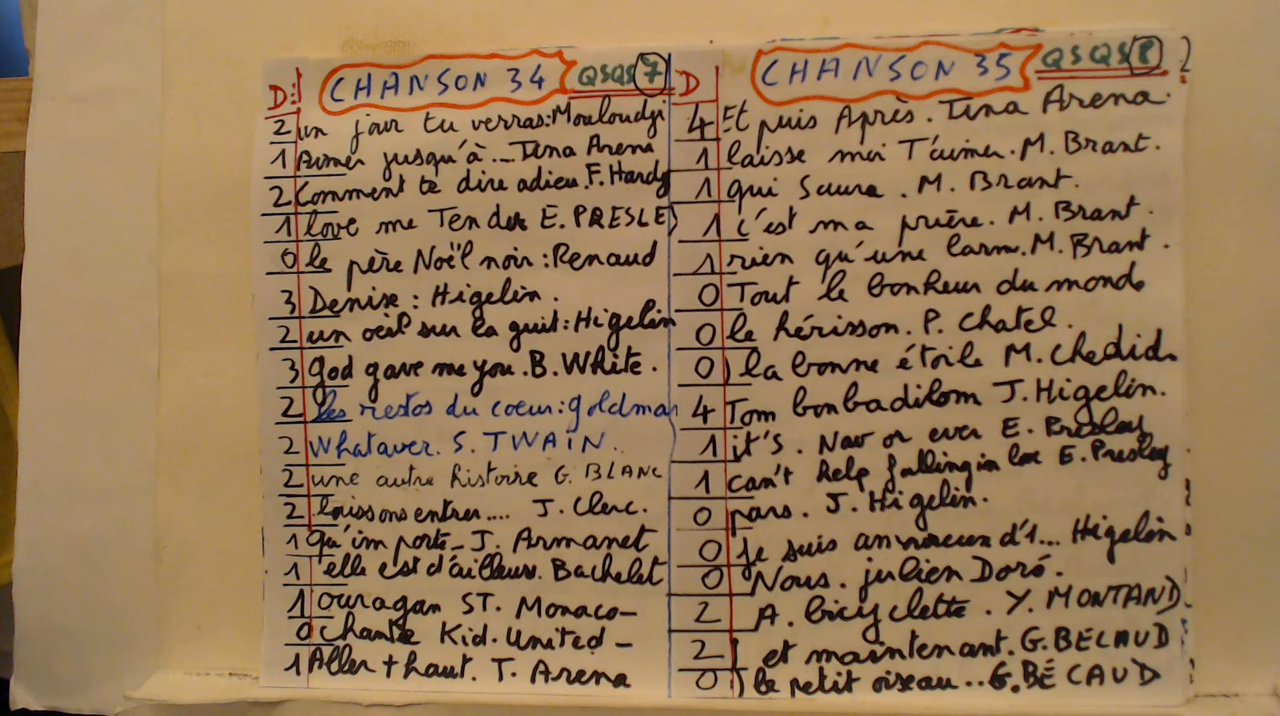 D: CHANSON 34 QSQS 7
2 un jour tu verras: Mouloudji
1 Aimer jusqu'à... Tina Arena
2 Comment te dire adieu. F. Hardy
1 love me Tender E. PRESLEY
0 le père Noël noir: Renaud
3 Denise: Higelin.
2 un oeil sur la guit: Higelin
3 god gave me you. B. White.
2 les restos du coeur: goldman
2 Whataver. S. TWAIN.
2 une autre histoire G. BLANC
2 laissons entrer.... J. Clerc.
1 qu'importe_ J. Armanet
1 elle est d'ailleurs. Bachelet
1 ouragan ST. Monaco-
0 chante Kid-United-
1 Aller + haut. T. Arena
D CHANSON 35 QSQS 8 ?
4 Et puis Après. Tina Arena.
1 laisse moi T'aimer. M. Brant.
1 qui Saura. M. Brant.
1 c'est ma prière. M. Brant.
1 rien qu'une larm. M. Brant.
0 Tout le bonheur du monde
0 le hérisson. P. Chatel.
0 la bonne étoile M. Chedid.
4 Tom bonbadilom J. Higelin.
1 it's. Now or ever E. Presley
1 can't help falling in love E. Presley
0 pars. J. Higelin.
0 je suis amoureux d'1... Higelin
0 Nous. julien Doré.
2 A. bicyclette. Y. MONTAND.
2 et maintenant. G. BECAUD
0 le petit oiseau.. G. BÉCAUD